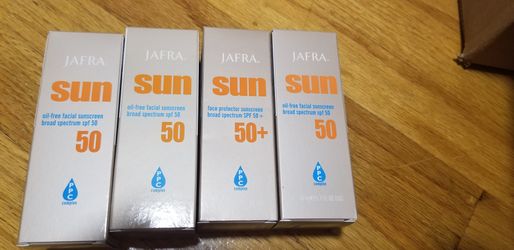 JAFRA.
sun
oil-free facial sunscreen
broad spectrum spf 50
50
PPC
complex
JAFRA.
sun
oil-free facial sunscreen
broad spectrum spf 50
50
PPC
complex
JAFRA.
sun
face protector sunscreen
broad spectrum SPF 50+
50+
PPC
complex
JAFRA.
sun
oil-free facial sunscreen
broad spectrum spf 50
50
PPC
complex